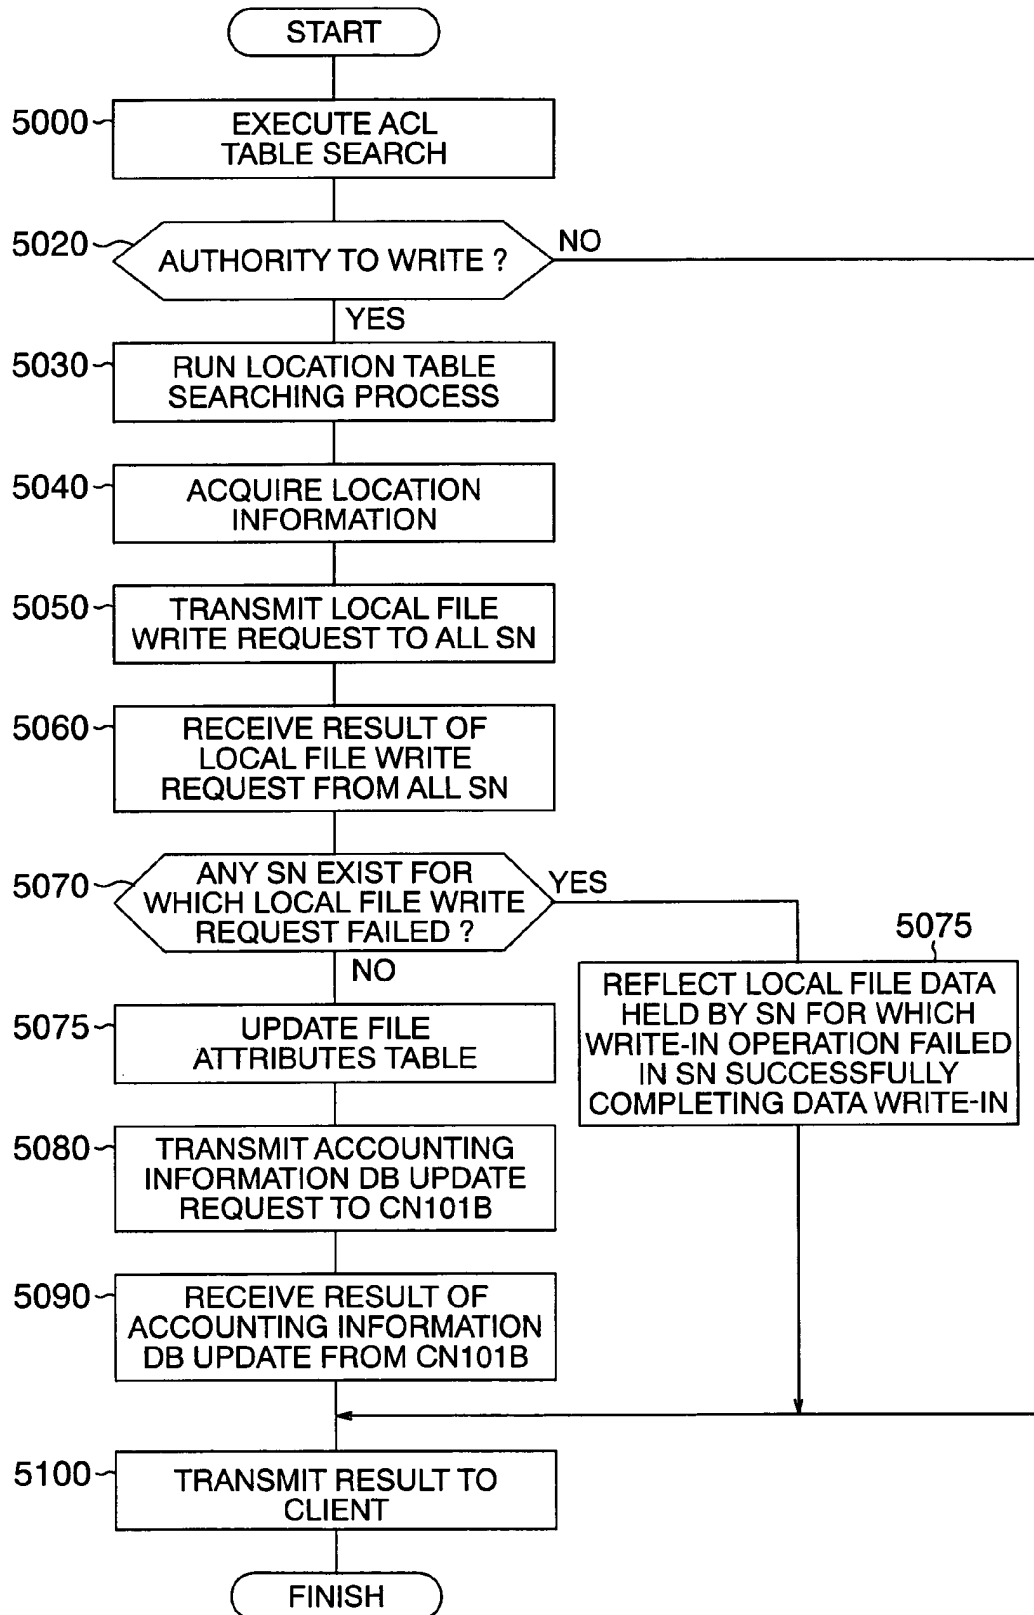 START
5000
EXECUTE ACL
TABLE SEARCH
5020
AUTHORITY TO WRITE ?
NO
YES
5030
RUN LOCATION TABLE
SEARCHING PROCESS
5040
ACQUIRE LOCATION
INFORMATION
5050
TRANSMIT LOCAL FILE
WRITE REQUEST TO ALL SN
5060
RECEIVE RESULT OF
LOCAL FILE WRITE
REQUEST FROM ALL SN
5070
ANY SN EXIST FOR
WHICH LOCAL FILE WRITE
REQUEST FAILED ?
YES
NO
5075
REFLECT LOCAL FILE DATA
HELD BY SN FOR WHICH
WRITE-IN OPERATION FAILED
IN SN SUCCESSFULLY
COMPLETING DATA WRITE-IN
5075
UPDATE FILE
ATTRIBUTES TABLE
5080
TRANSMIT ACCOUNTING
INFORMATION DB UPDATE
REQUEST TO CN101B
5090
RECEIVE RESULT OF
ACCOUNTING INFORMATION
DB UPDATE FROM CN101B
5100
TRANSMIT RESULT TO
CLIENT
FINISH